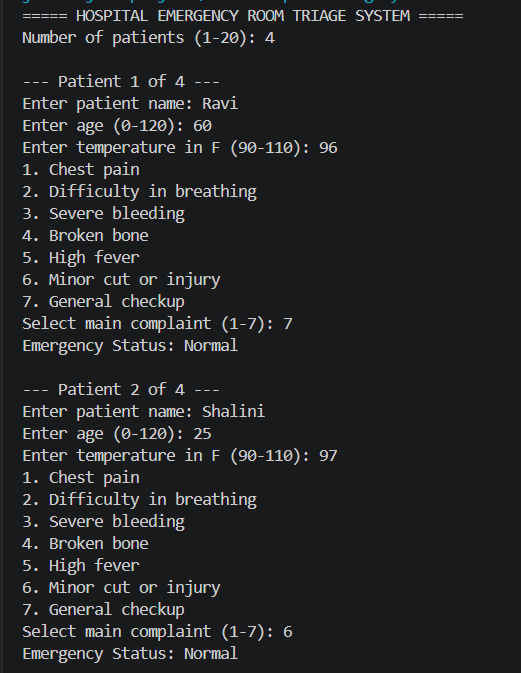 ===== HOSPITAL EMERGENCY ROOM TRIAGE SYSTEM =====
Number of patients (1-20): 4

--- Patient 1 of 4 ---
Enter patient name: Ravi
Enter age (0-120): 60
Enter temperature in F (90-110): 96
1. Chest pain
2. Difficulty in breathing
3. Severe bleeding
4. Broken bone
5. High fever
6. Minor cut or injury
7. General checkup
Select main complaint (1-7): 7
Emergency Status: Normal

--- Patient 2 of 4 ---
Enter patient name: Shalini
Enter age (0-120): 25
Enter temperature in F (90-110): 97
1. Chest pain
2. Difficulty in breathing
3. Severe bleeding
4. Broken bone
5. High fever
6. Minor cut or injury
7. General checkup
Select main complaint (1-7): 6
Emergency Status: Normal